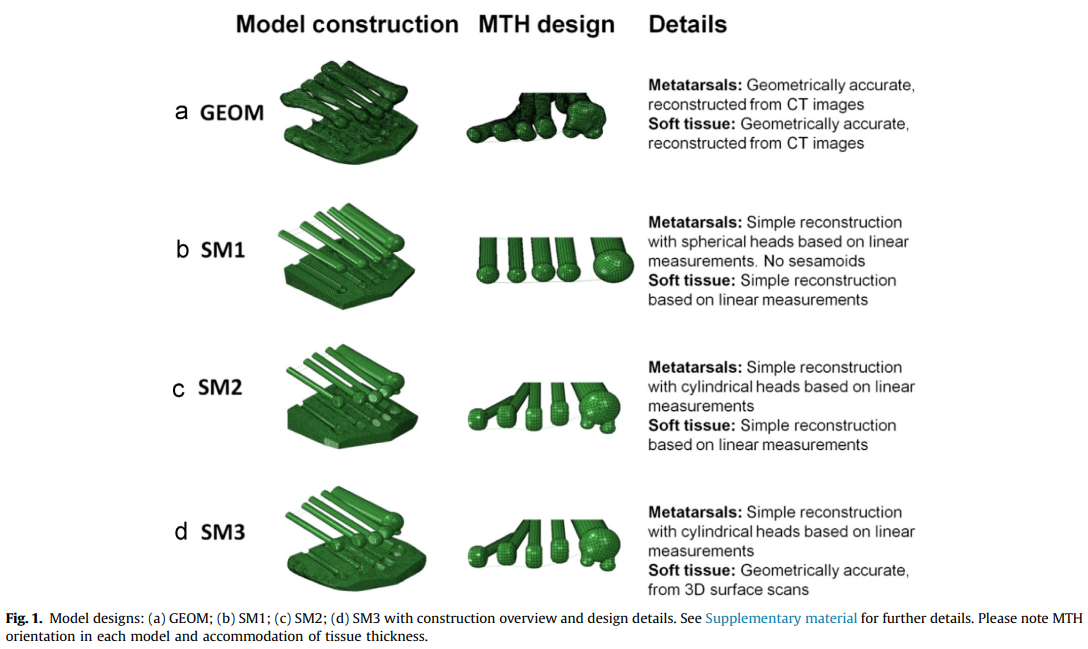 Model construction MTH design Details
a GEOM
Metatarsals: Geometrically accurate,
reconstructed from CT images
Soft tissue: Geometrically accurate,
reconstructed from CT images
b SM1
Metatarsals: Simple reconstruction
with spherical heads based on linear
measurements. No sesamoids
Soft tissue: Simple reconstruction
based on linear measurements
c SM2
Metatarsals: Simple reconstruction
with cylindrical heads based on linear
measurements
Soft tissue: Simple reconstruction
based on linear measurements
d SM3
Metatarsals: Simple reconstruction
with cylindrical heads based on linear
measurements
Soft tissue: Geometrically accurate,
from 3D surface scans
Fig. 1. Model designs: (a) GEOM; (b) SM1; (c) SM2; (d) SM3 with construction overview and design details. See Supplementary material for further details. Please note MTH
orientation in each model and accommodation of tissue thickness.